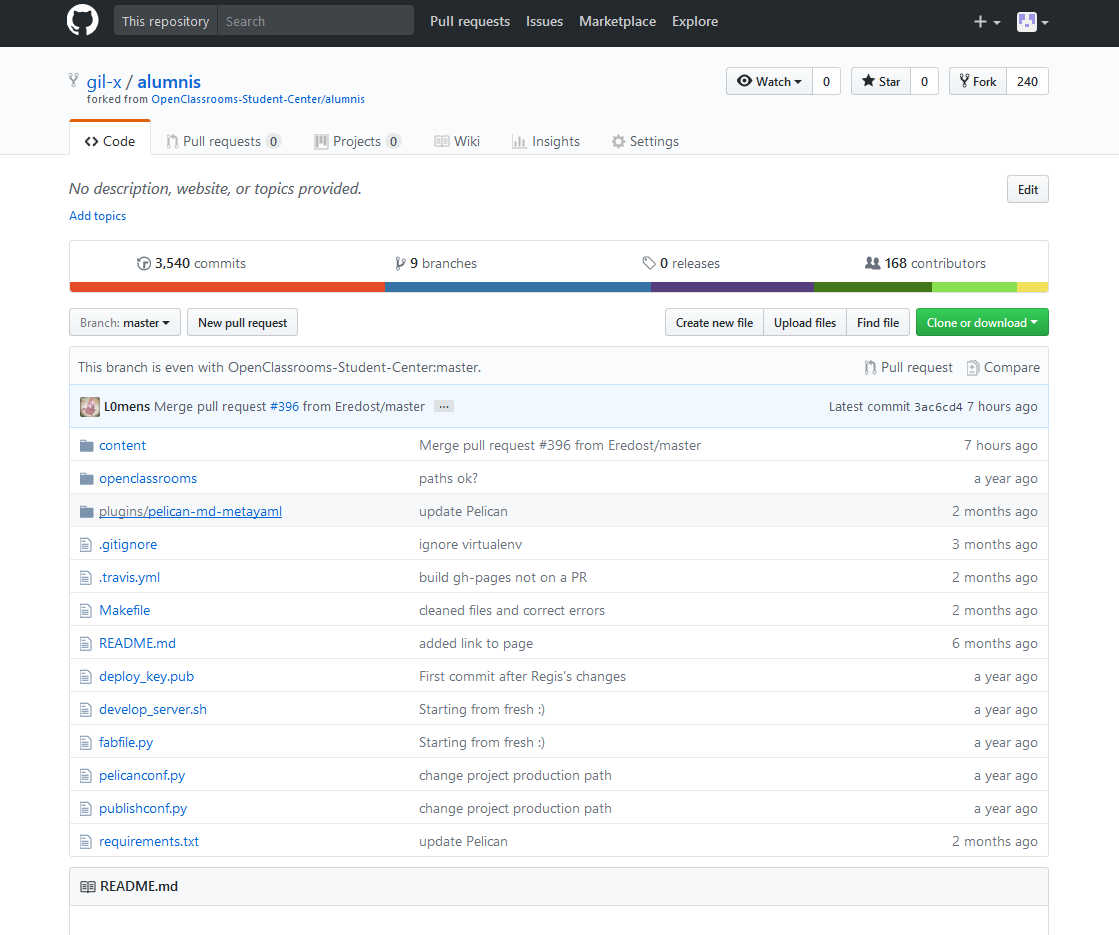 This repository Search Pull requests Issues Marketplace Explore
gil-x / alumnis
Watch 0 Star 0 Fork 240
forked from OpenClassrooms-Student-Center/alumnis
Code Pull requests 0 Projects 0 Wiki Insights Settings
No description, website, or topics provided. Edit
Add topics
3,540 commits 9 branches 0 releases 168 contributors
Branch: master New pull request Create new file Upload files Find file Clone or download
This branch is even with OpenClassrooms-Student-Center:master. Pull request Compare
L0mens Merge pull request #396 from Eredost/master ... Latest commit 3ac6cd4 7 hours ago
content Merge pull request #396 from Eredost/master 7 hours ago
openclassrooms paths ok? a year ago
plugins/pelican-md-metayaml update Pelican 2 months ago
.gitignore ignore virtualenv 3 months ago
.travis.yml build gh-pages not on a PR 2 months ago
Makefile cleaned files and correct errors 2 months ago
README.md added link to page 6 months ago
deploy_key.pub First commit after Regis's changes a year ago
develop_server.sh Starting from fresh :) a year ago
fabfile.py Starting from fresh :) a year ago
pelicanconf.py change project production path a year ago
publishconf.py change project production path a year ago
requirements.txt update Pelican 2 months ago
README.md